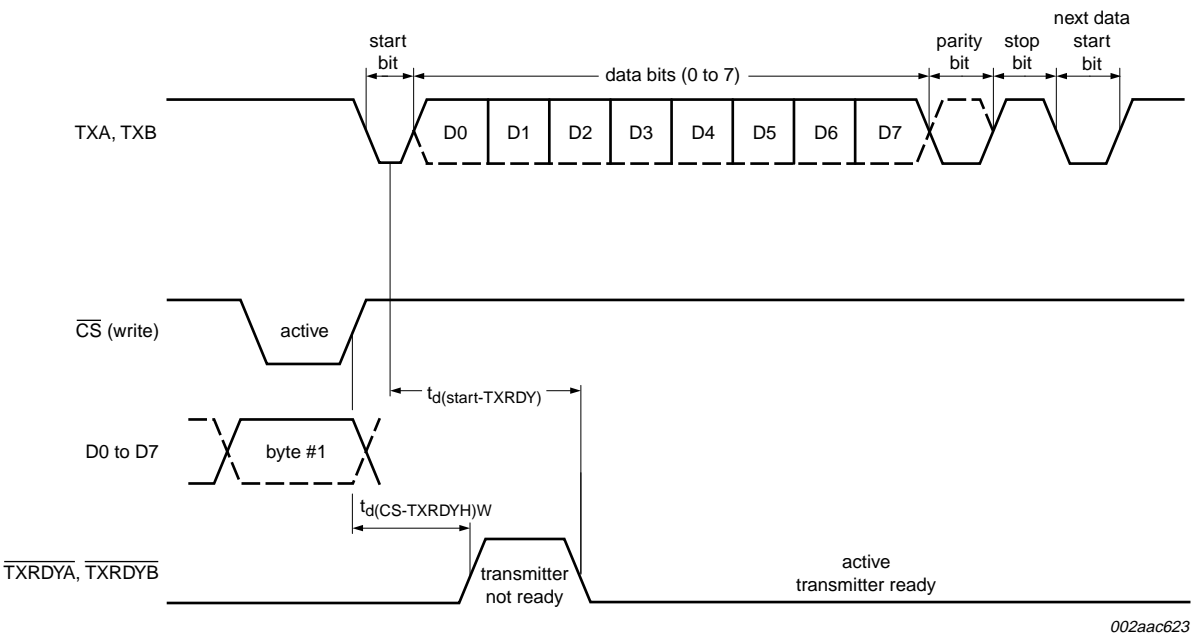 next data
start
bit
start
bit
parity
bit
stop
bit
data bits (0 to 7)
TXA, TXB
D0 D1 D2 D3 D4 D5 D6 D7
CS (write)
active
td(start-TXRDY)
D0 to D7
byte #1
td(CS-TXRDYH)W
TXRDYA, TXRDYB
transmitter
not ready
active
transmitter ready
002aac623